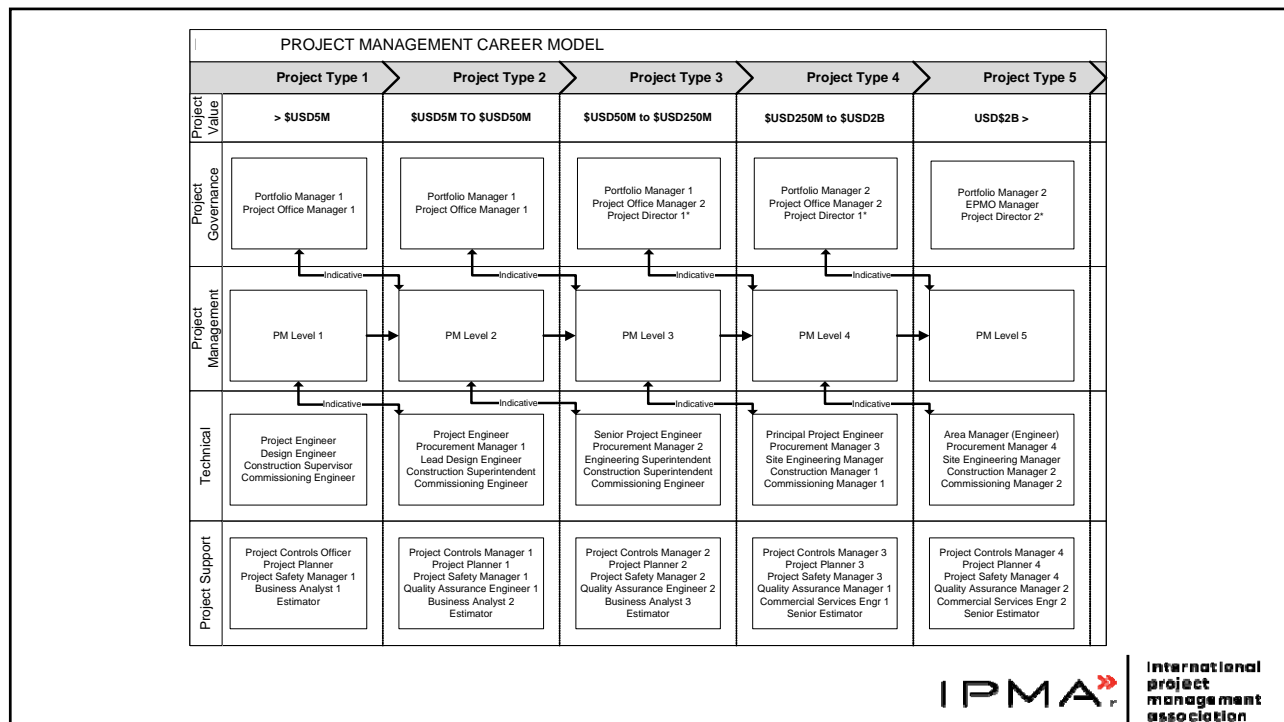 PROJECT MANAGEMENT CAREER MODEL
Project Type 1
Project Type 2
Project Type 3
Project Type 4
Project Type 5
Project
Value
> $USD5M
$USD5M TO $USD50M
$USD50M to $USD250M
$USD250M to $USD2B
USD$2B >
Project
Governance
Portfolio Manager 1
Project Office Manager 1
Portfolio Manager 1
Project Office Manager 1
Portfolio Manager 1
Project Office Manager 2
Project Director 1*
Portfolio Manager 2
Project Office Manager 2
Project Director 1*
Portfolio Manager 2
EPMO Manager
Project Director 2*
Indicative
Indicative
Indicative
Indicative
Project
Management
PM Level 1
PM Level 2
PM Level 3
PM Level 4
PM Level 5
Indicative
Indicative
Indicative
Indicative
Technical
Project Engineer
Design Engineer
Construction Supervisor
Commissioning Engineer
Project Engineer
Procurement Manager 1
Lead Design Engineer
Construction Superintendent
Commissioning Engineer
Senior Project Engineer
Procurement Manager 2
Engineering Superintendent
Construction Superintendent
Commissioning Engineer
Principal Project Engineer
Procurement Manager 3
Site Engineering Manager
Construction Manager 1
Commissioning Manager 1
Area Manager (Engineer)
Procurement Manager 4
Site Engineering Manager
Construction Manager 2
Commissioning Manager 2
Project Support
Project Controls Officer
Project Planner
Project Safety Manager 1
Business Analyst 1
Estimator
Project Controls Manager 1
Project Planner 1
Project Safety Manager 1
Quality Assurance Engineer 1
Business Analyst 2
Estimator
Project Controls Manager 2
Project Planner 2
Project Safety Manager 2
Quality Assurance Engineer 2
Business Analyst 3
Estimator
Project Controls Manager 3
Project Planner 3
Project Safety Manager 3
Quality Assurance Manager 1
Commercial Services Engr 1
Senior Estimator
Project Controls Manager 4
Project Planner 4
Project Safety Manager 4
Quality Assurance Manager 2
Commercial Services Engr 2
Senior Estimator
IPMA r
international
project
management
association